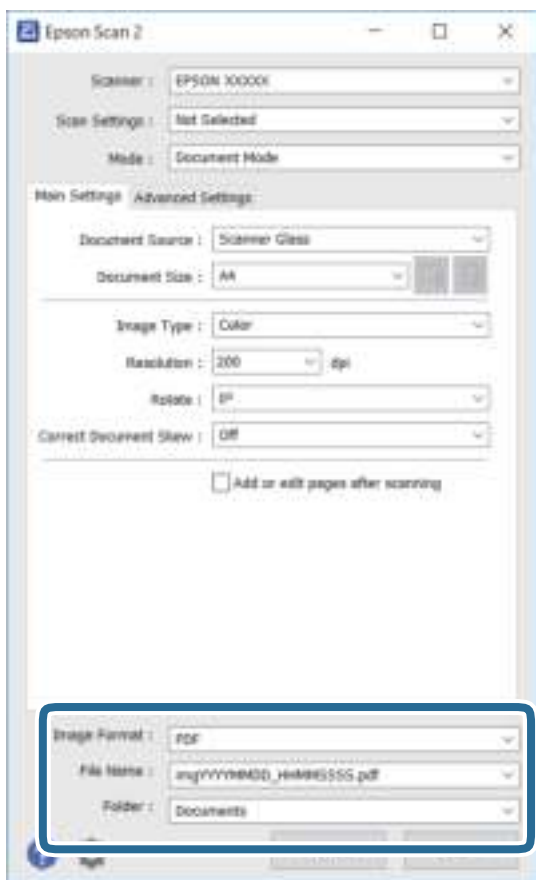 Epson Scan 2
Scanner : EPSON XXXXX
Scan Settings : Not Selected
Mode : Document Mode
Main Settings Advanced Settings
Document Source : Scanner Glass
Document Size : A4
Image Type : Color
Resolution : 200 dpi
Rotate : 0°
Correct Document Skew : Off
Add or edit pages after scanning
Image Format : PDF
File Name : imgYYYYMMDD_HHMMSSSS.pdf
Folder : Documents